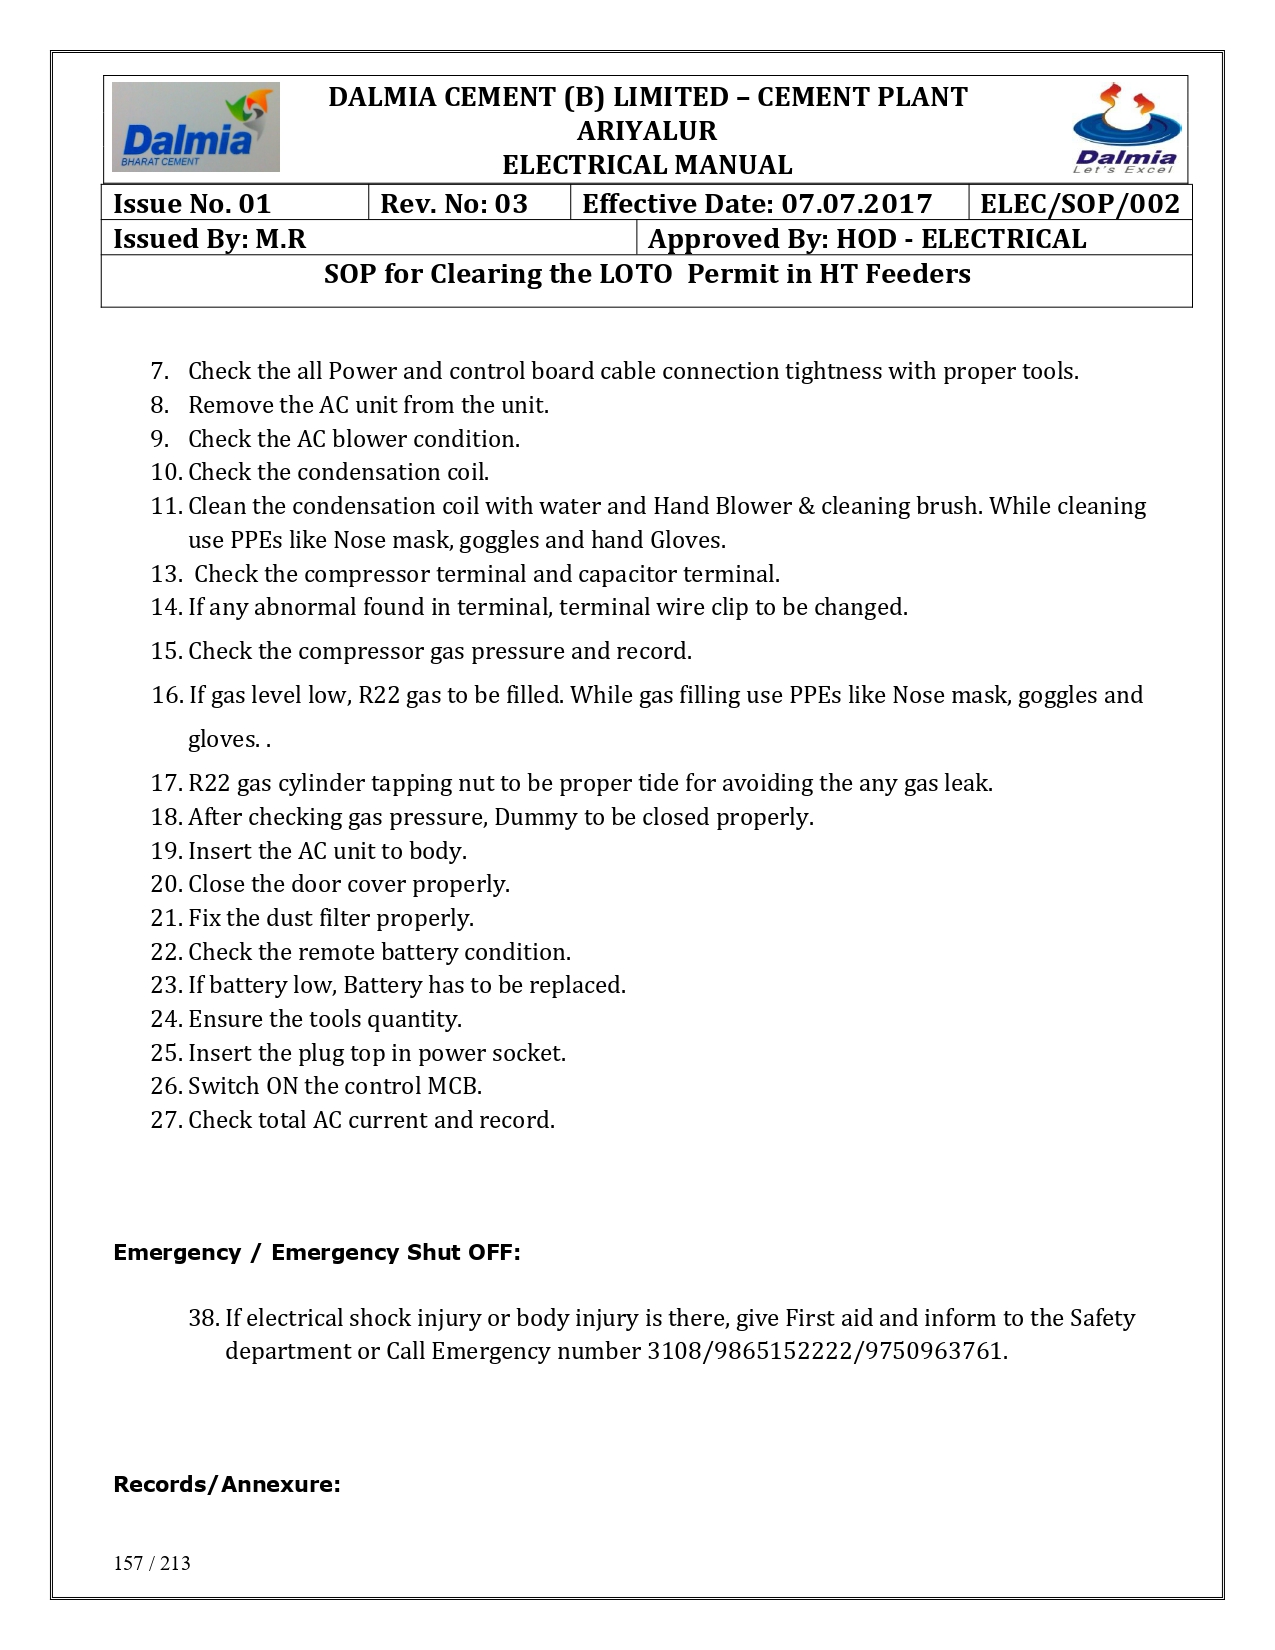 Dalmia
BHARAT CEMENT
DALMIA CEMENT (B) LIMITED – CEMENT PLANT
ARIYALUR
ELECTRICAL MANUAL
Dalmia
Let's Excel
Issue No. 01 Rev. No: 03 Effective Date: 07.07.2017 ELEC/SOP/002
Issued By: M.R Approved By: HOD - ELECTRICAL
SOP for Clearing the LOTO  Permit in HT Feeders
7. Check the all Power and control board cable connection tightness with proper tools.
8. Remove the AC unit from the unit.
9. Check the AC blower condition.
10. Check the condensation coil.
11. Clean the condensation coil with water and Hand Blower & cleaning brush. While cleaning
use PPEs like Nose mask, goggles and hand Gloves.
13. Check the compressor terminal and capacitor terminal.
14. If any abnormal found in terminal, terminal wire clip to be changed.
15. Check the compressor gas pressure and record.
16. If gas level low, R22 gas to be filled. While gas filling use PPEs like Nose mask, goggles and
gloves. .
17. R22 gas cylinder tapping nut to be proper tide for avoiding the any gas leak.
18. After checking gas pressure, Dummy to be closed properly.
19. Insert the AC unit to body.
20. Close the door cover properly.
21. Fix the dust filter properly.
22. Check the remote battery condition.
23. If battery low, Battery has to be replaced.
24. Ensure the tools quantity.
25. Insert the plug top in power socket.
26. Switch ON the control MCB.
27. Check total AC current and record.
Emergency / Emergency Shut OFF:
38. If electrical shock injury or body injury is there, give First aid and inform to the Safety
department or Call Emergency number 3108/9865152222/9750963761.
Records/Annexure:
157 / 213